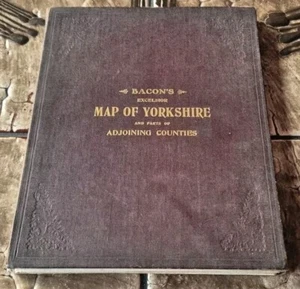 BACON'S
EXCELSIOR
MAP OF YORKSHIRE
AND PARTS OF
ADJOINING COUNTIES